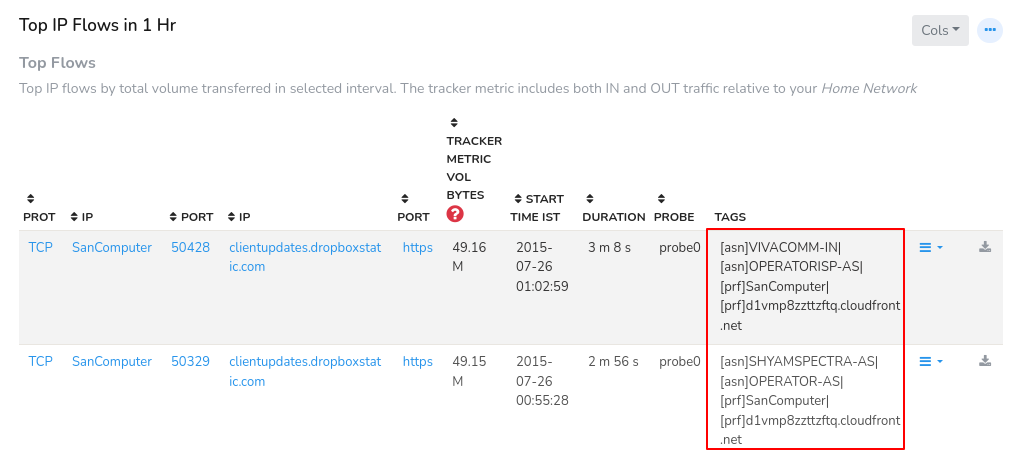 Top IP Flows in 1 Hr
Cols
Top Flows
Top IP flows by total volume transferred in selected interval. The tracker metric includes both IN and OUT traffic relative to your Home Network
PROT
IP
PORT
IP
PORT
TRACKER
METRIC
VOL
BYTES
?
START
TIME IST
DURATION
PROBE
TAGS
TCP
SanComputer
50428
clientupdates.dropboxstat
ic.com
https
49.16
M
2015-
07-26
01:02:59
3 m 8 s
probe0
[asn]VIVACOMM-IN|
[asn]OPERATORISP-AS|
[prf]SanComputer|
[prf]d1vmp8zzttzftq.cloudfront
.net
TCP
SanComputer
50329
clientupdates.dropboxstat
ic.com
https
49.15
M
2015-
07-26
00:55:28
2 m 56 s
probe0
[asn]SHYAMSPECTRA-AS|
[asn]OPERATOR-AS|
[prf]SanComputer|
[prf]d1vmp8zzttzftq.cloudfront
.net